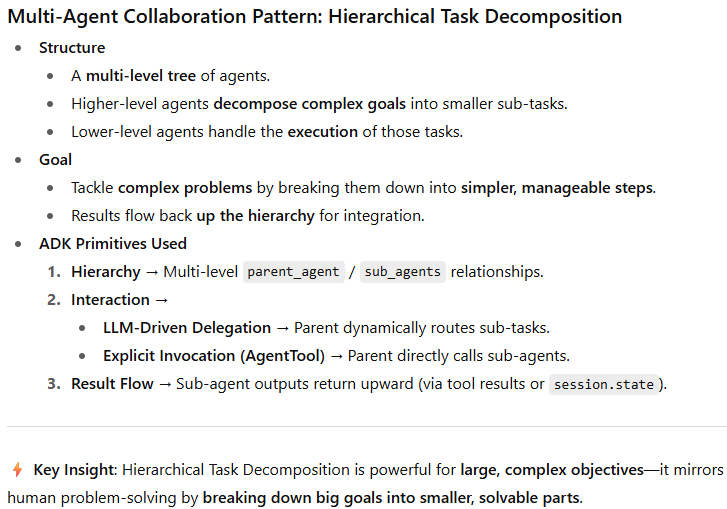 Multi-Agent Collaboration Pattern: Hierarchical Task Decomposition
• Structure
• A multi-level tree of agents.
• Higher-level agents decompose complex goals into smaller sub-tasks.
• Lower-level agents handle the execution of those tasks.
• Goal
• Tackle complex problems by breaking them down into simpler, manageable steps.
• Results flow back up the hierarchy for integration.
• ADK Primitives Used
1. Hierarchy → Multi-level parent_agent / sub_agents relationships.
2. Interaction →
• LLM-Driven Delegation → Parent dynamically routes sub-tasks.
• Explicit Invocation (AgentTool) → Parent directly calls sub-agents.
3. Result Flow → Sub-agent outputs return upward (via tool results or session.state).
⚡ Key Insight: Hierarchical Task Decomposition is powerful for large, complex objectives—it mirrors
human problem-solving by breaking down big goals into smaller, solvable parts.